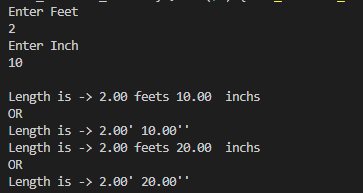 Enter Feet
2
Enter Inch
10
Length is -> 2.00 feets 10.00  inchs
OR
Length is -> 2.00' 10.00''
Length is -> 2.00 feets 20.00  inchs
OR
Length is -> 2.00' 20.00''